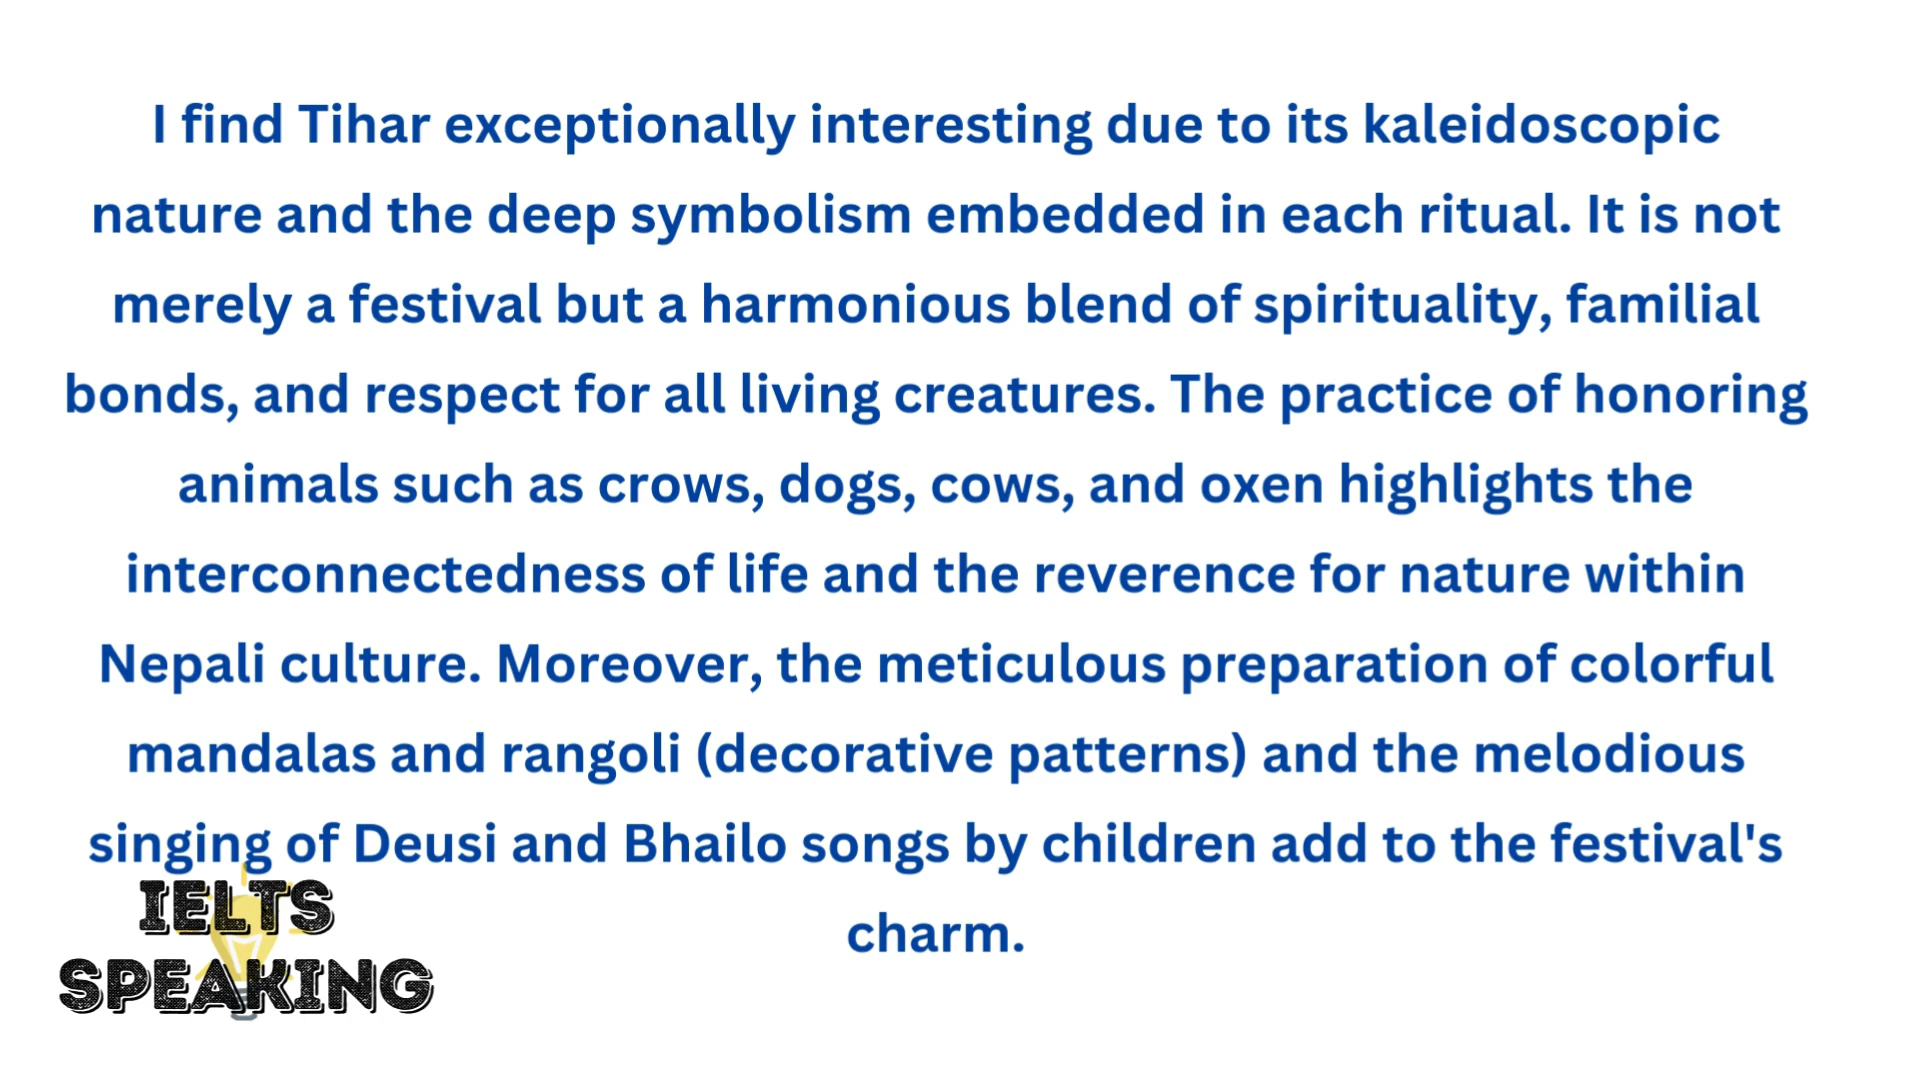 I find Tihar exceptionally interesting due to its kaleidoscopic
nature and the deep symbolism embedded in each ritual. It is not
merely a festival but a harmonious blend of spirituality, familial
bonds, and respect for all living creatures. The practice of honoring
animals such as crows, dogs, cows, and oxen highlights the
interconnectedness of life and the reverence for nature within
Nepali culture. Moreover, the meticulous preparation of colorful
mandalas and rangoli (decorative patterns) and the melodious
singing of Deusi and Bhailo songs by children add to the festival's
charm.
IELTS
SPEAKING